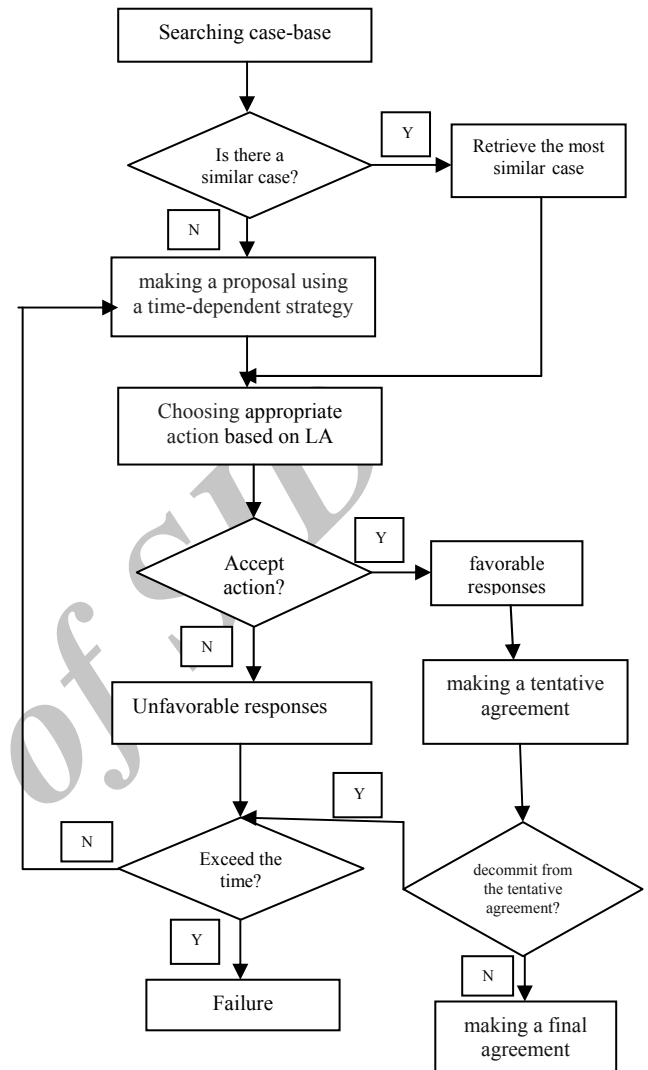 Searching case-base
Y
Is there a
similar case?
Retrieve the most
similar case
N
making a proposal using
a time-dependent strategy
Choosing appropriate
action based on LA
Y
Accept
action?
favorable
responses
N
Unfavorable responses
making a tentative
agreement
Y
N
Exceed the
time?
decommit from
the tentative
agreement?
Y
N
Failure
making a final
agreement
of SID